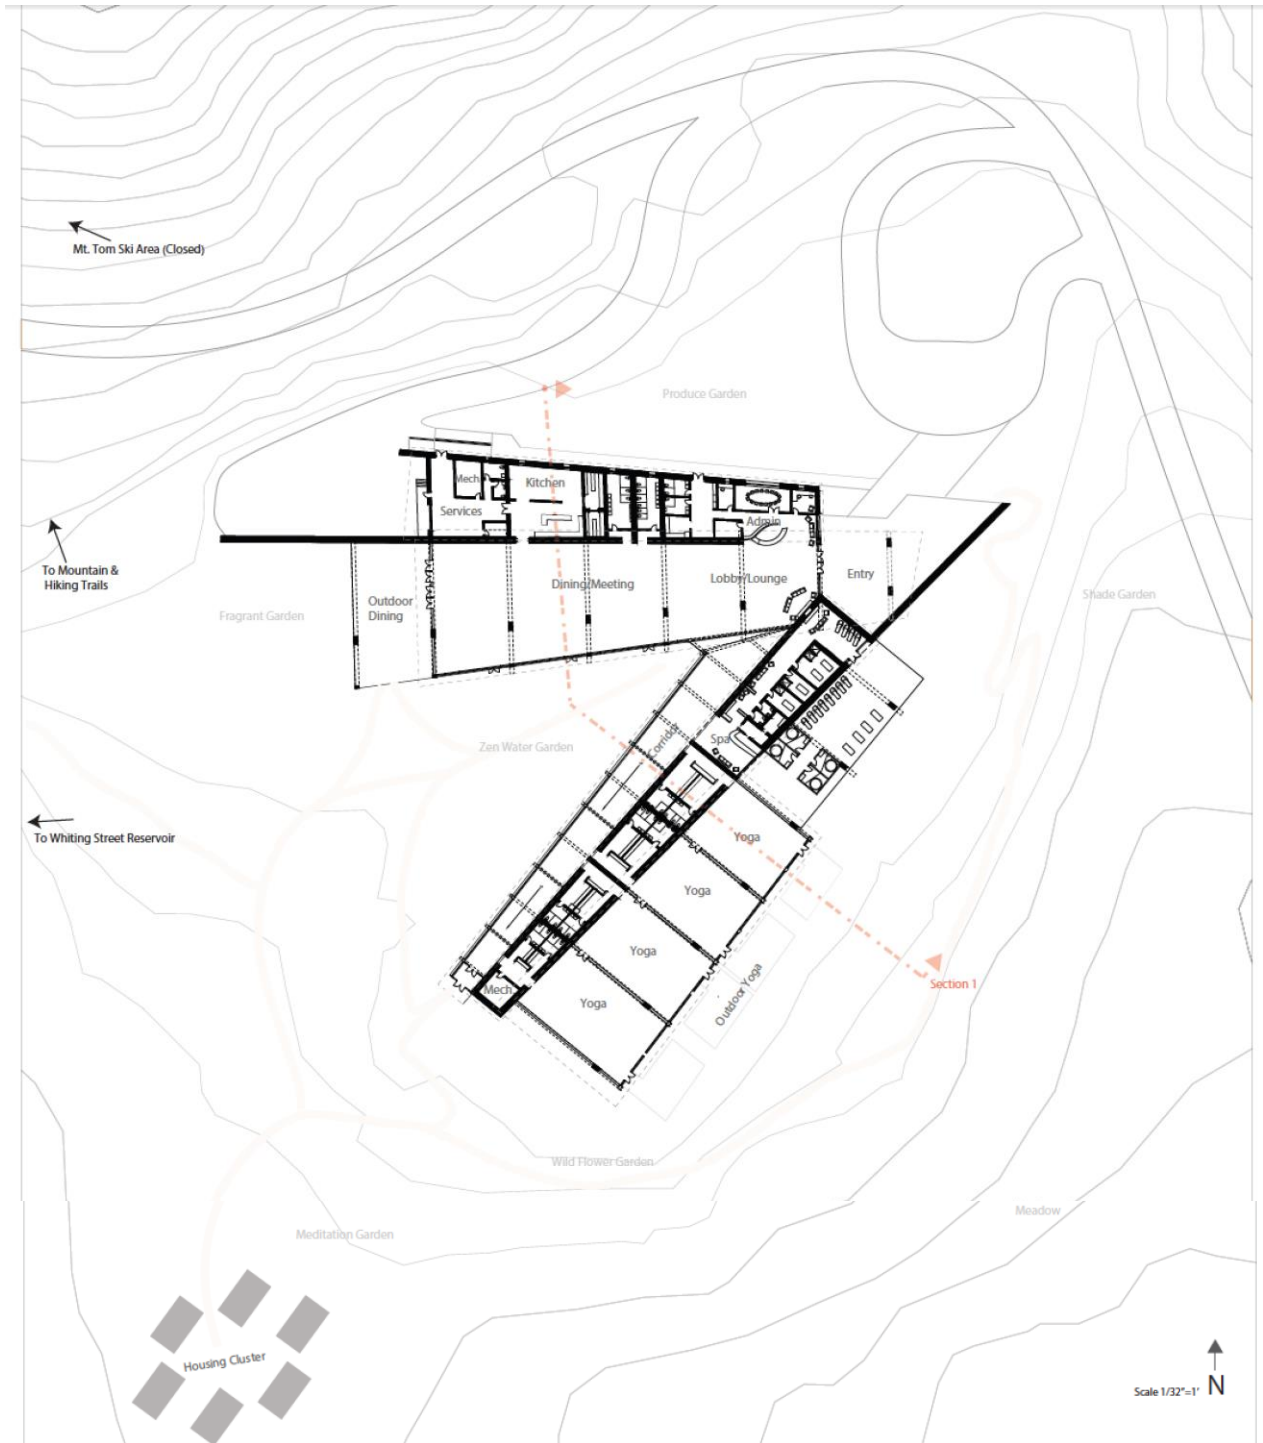 Mt. Tom Ski Area (Closed)
Produce Garden
Mech
Kitchen
Services
Admin
To Mountain &
Hiking Trails
Dining/Meeting
Lobby/Lounge
Entry
Outdoor
Dining
Fragrant Garden
Shade Garden
Zen Water Garden
Corridor
Spa
To Whiting Street Reservoir
Yoga
Yoga
Yoga
Yoga
Mech
Outdoor Yoga
Section 1
Wild Flower Garden
Meadow
Meditation Garden
Housing Cluster
Scale 1/32"=1'
N